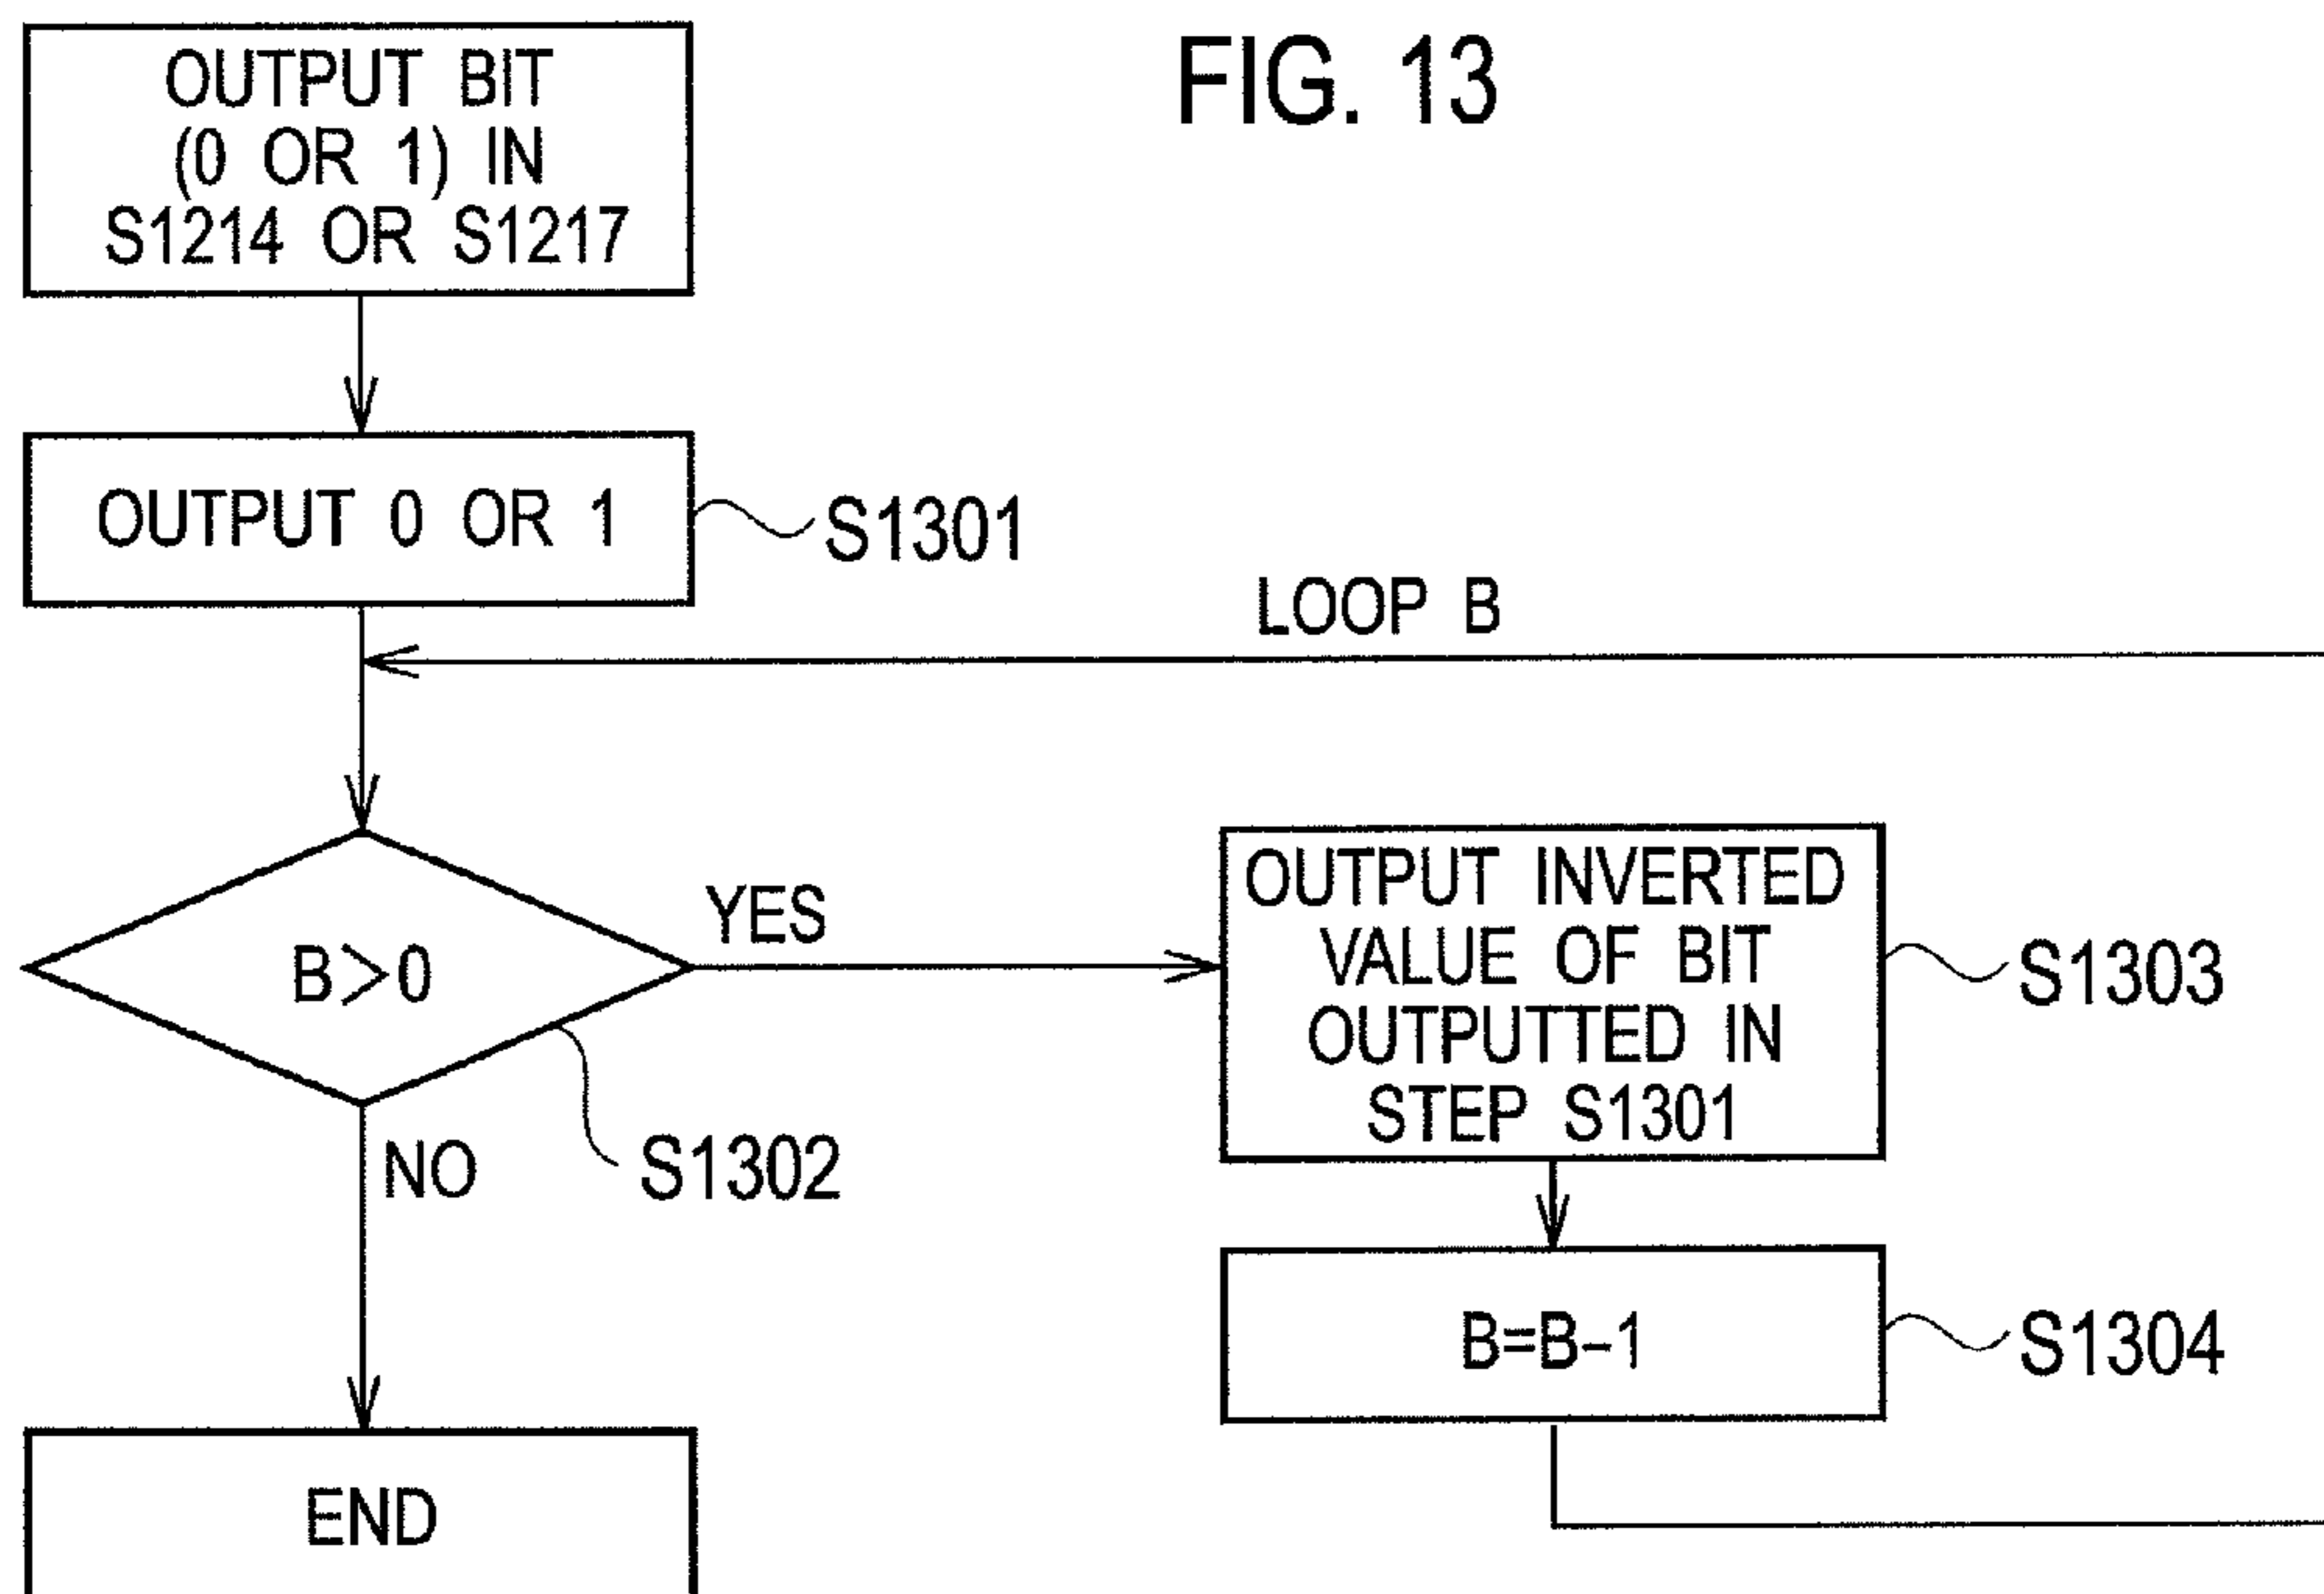 FIG. 13
OUTPUT BIT
(0 OR 1) IN
S1214 OR S1217
OUTPUT 0 OR 1
S1301
LOOP B
B>0
YES
NO
S1302
OUTPUT INVERTED
VALUE OF BIT
OUTPUTTED IN
STEP S1301
S1303
B=B-1
S1304
END